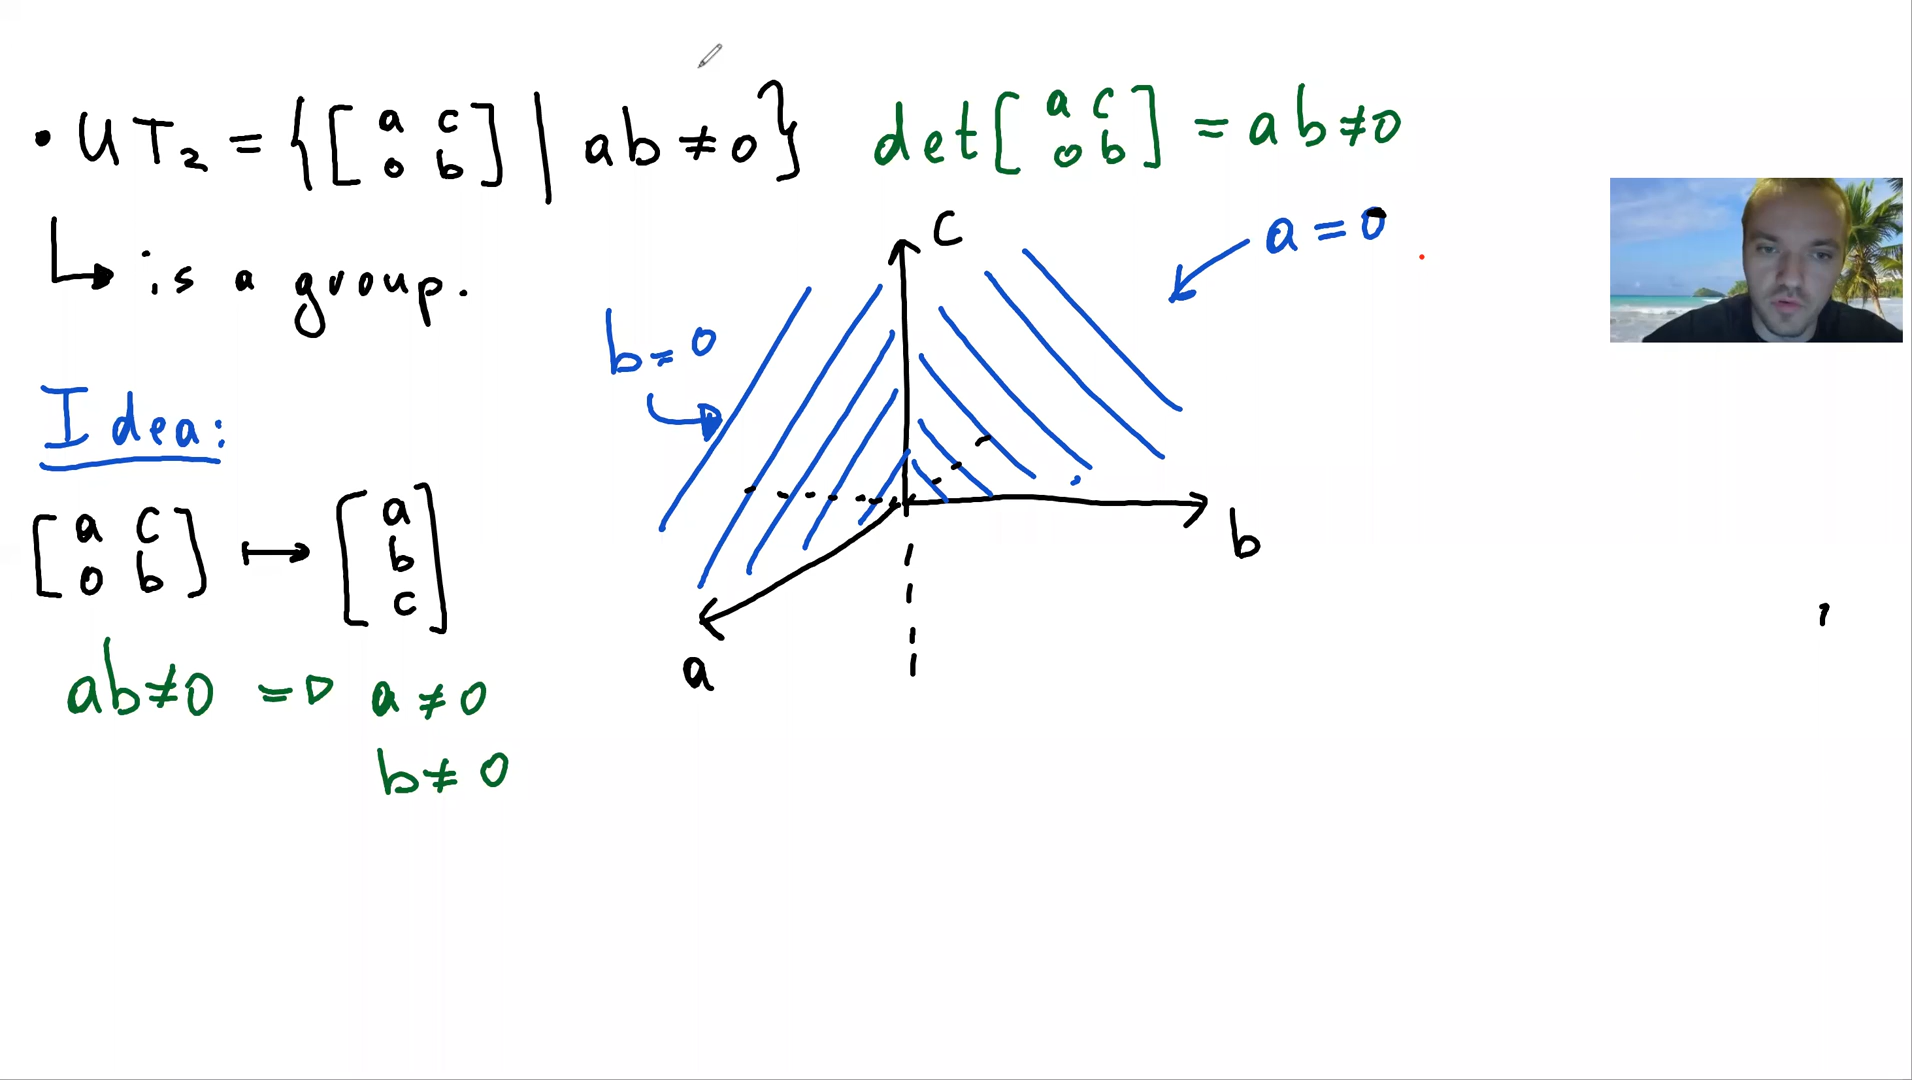 • UT₂ = { [ a c ; 0 b ] | ab ≠ 0 }
det [ a c ; 0 b ] = ab ≠ 0
↳ is a group.
c
a = 0
b = 0
Idea:
[ a c ; 0 b ] ↦ [ a ; b ; c ]
b
a
ab ≠ 0 ⇒ a ≠ 0
b ≠ 0